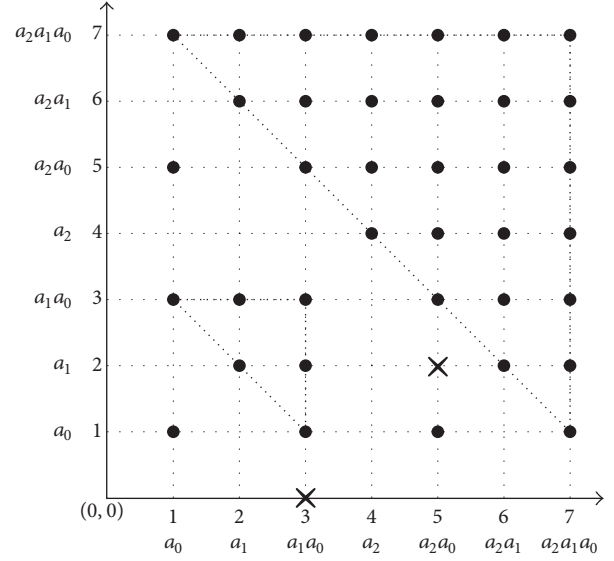 a₂a₁a₀ 7
a₂a₁ 6
a₂a₀ 5
a₂ 4
a₁a₀ 3
a₁ 2
a₀ 1
(0, 0) 1 2 3 4 5 6 7
a₀ a₁ a₁a₀ a₂ a₂a₀ a₂a₁ a₂a₁a₀